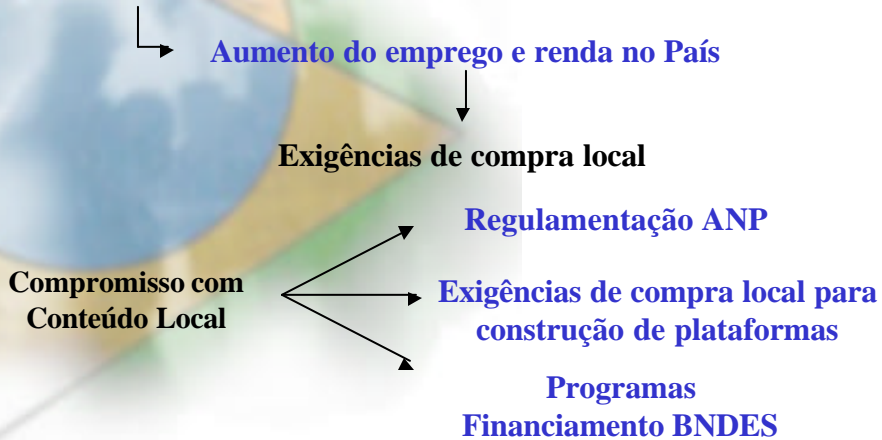 Aumento do emprego e renda no País
Exigências de compra local
Regulamentação ANP
Compromisso com
Conteúdo Local
Exigências de compra local para
construção de plataformas
Programas
Financiamento BNDES